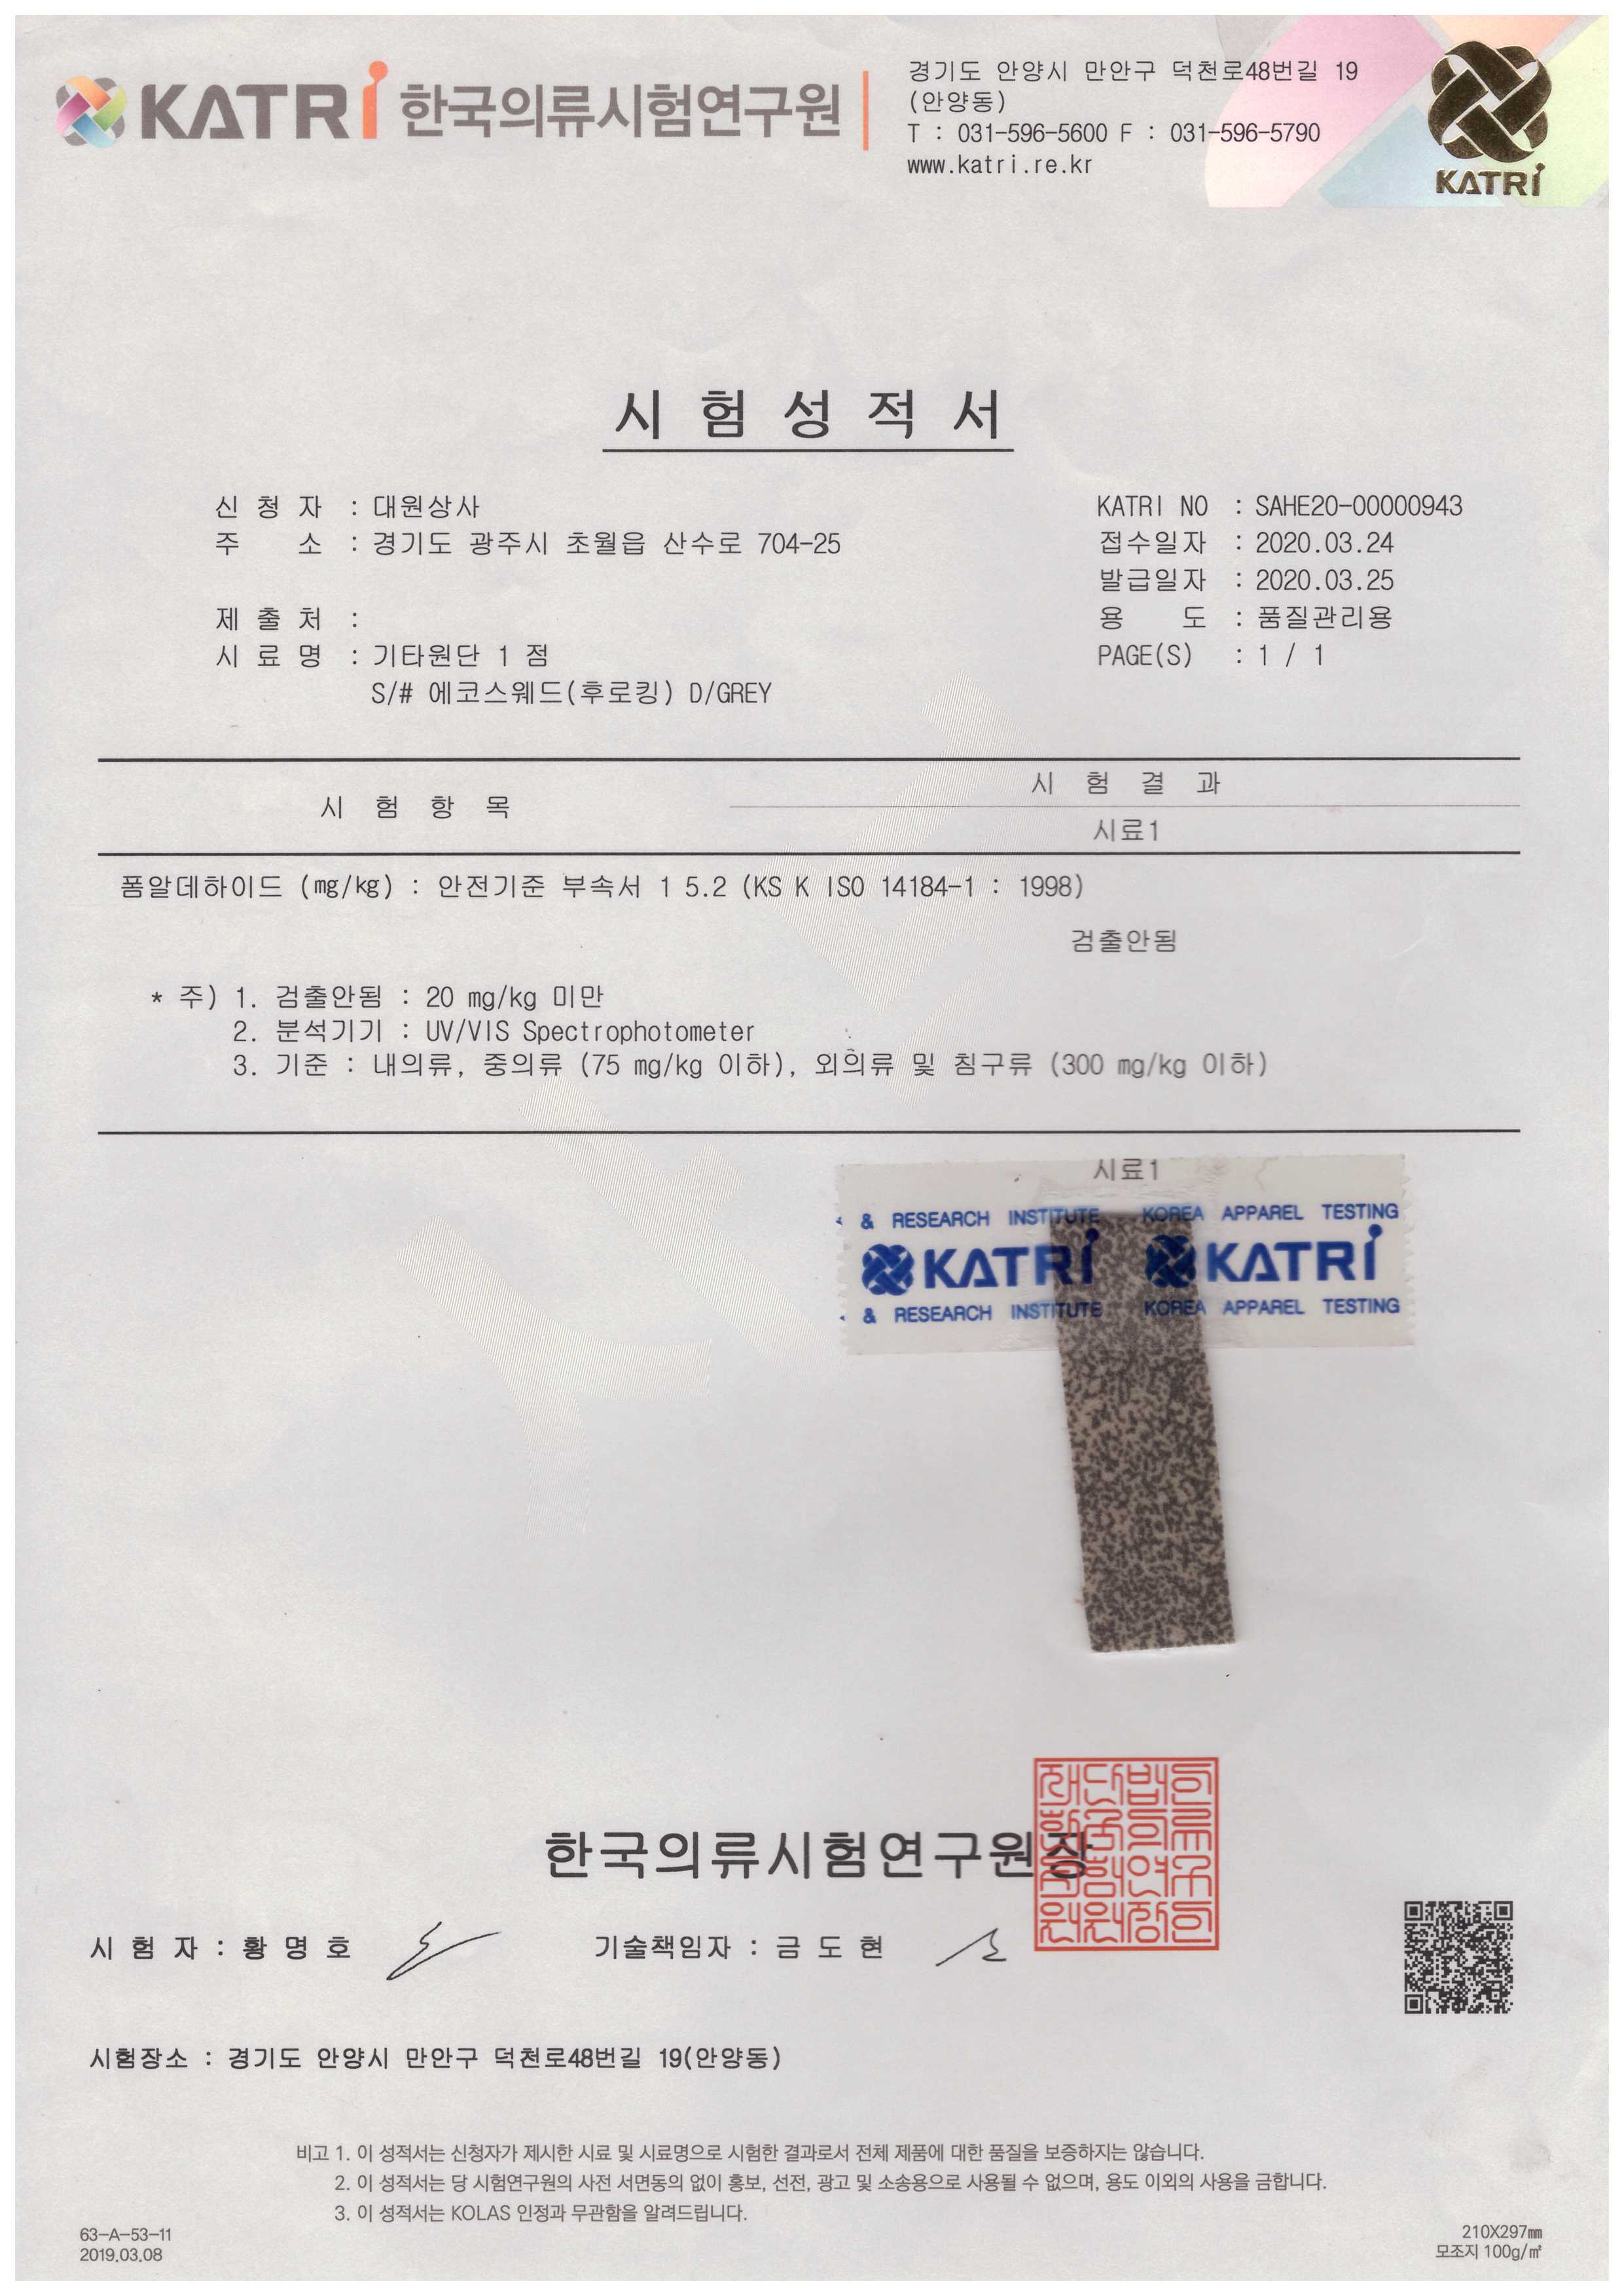 KATRi 한국의류시험연구원
경기도 안양시 만안구 덕천로48번길 19
(안양동)
T : 031-596-5600 F : 031-596-5790
www.katri.re.kr
KATRi
시 험 성 적 서
신 청 자 : 대원상사
주 소 : 경기도 광주시 초월읍 산수로 704-25
제 출 처 :
시 료 명 : 기타원단 1 점
S/# 에코스웨드(후로킹) D/GREY
KATRI NO : SAHE20-00000943
접수일자 : 2020.03.24
발급일자 : 2020.03.25
용 도 : 품질관리용
PAGE(S) : 1 / 1
시 험 항 목
시 험 결 과
시료1
폼알데하이드 (mg/kg) : 안전기준 부속서 1 5.2 (KS K ISO 14184-1 : 1998)
검출안됨
* 주) 1. 검출안됨 : 20 mg/kg 미만
2. 분석기기 : UV/VIS Spectrophotometer
3. 기준 : 내의류, 중의류 (75 mg/kg 이하), 외의류 및 침구류 (300 mg/kg 이하)
시료1
& RESEARCH INSTITUTE KOREA APPAREL TESTING
KATRi KATRi
& RESEARCH INSTITUTE KOREA APPAREL TESTING
한국의류시험연구원장
시 험 자 : 황 명 호
기술책임자 : 금 도 현
시험장소 : 경기도 안양시 만안구 덕천로48번길 19(안양동)
비고 1. 이 성적서는 신청자가 제시한 시료 및 시료명으로 시험한 결과로서 전체 제품에 대한 품질을 보증하지는 않습니다.
2. 이 성적서는 당 시험연구원의 사전 서면동의 없이 홍보, 선전, 광고 및 소송용으로 사용될 수 없으며, 용도 이외의 사용을 금합니다.
3. 이 성적서는 KOLAS 인정과 무관함을 알려드립니다.
63-A-53-11
2019.03.08
210X297㎜
모조지 100g/㎡